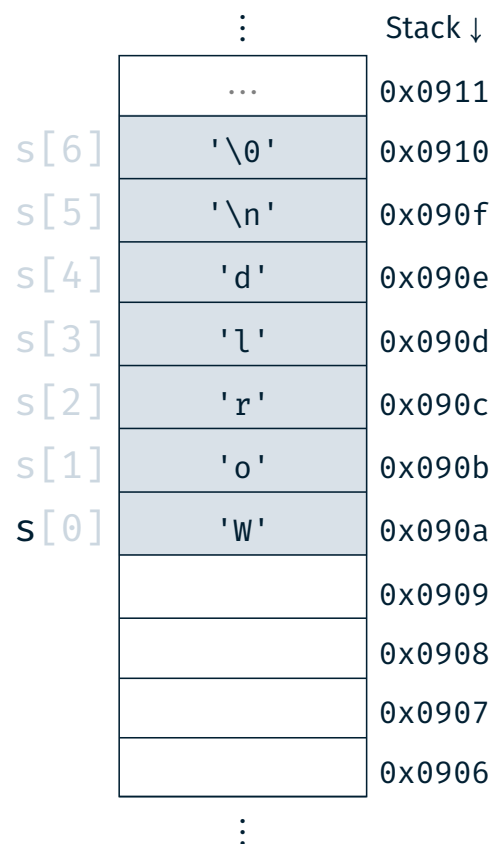 ⋮ Stack ↓
... 0x0911
s[6] '\0' 0x0910
s[5] '\n' 0x090f
s[4] 'd' 0x090e
s[3] 'l' 0x090d
s[2] 'r' 0x090c
s[1] 'o' 0x090b
s[0] 'W' 0x090a
0x0909
0x0908
0x0907
0x0906
⋮